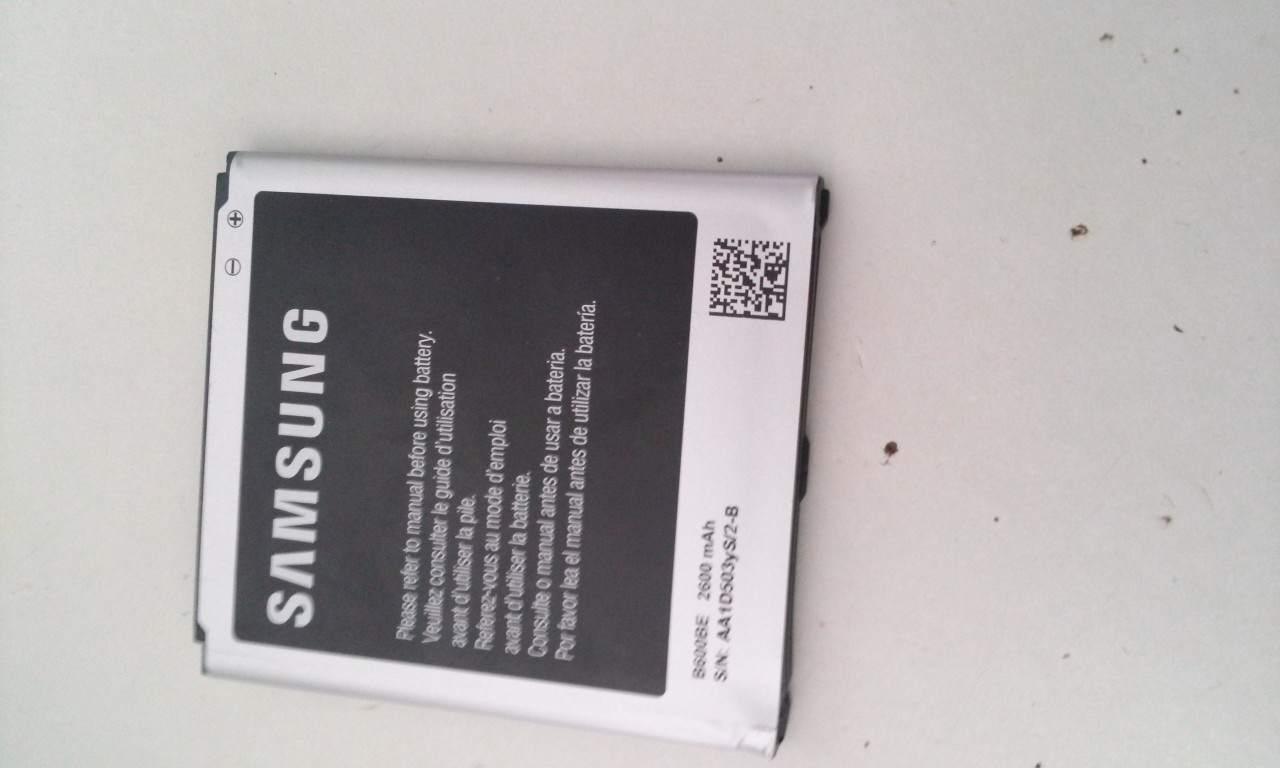 SAMSUNG
Please refer to manual before using battery.
Veuillez consulter le guide d'utilisation
avant d'utiliser la pile.
Referez-vous au mode d'emploi
avant d'utiliser la batterie.
Consulte o manual antes de usar a bateria.
Por favor lea el manual antes de utilizar la batería.
B600BE 2600 mAh
S/N: AA1D503yS/2-B